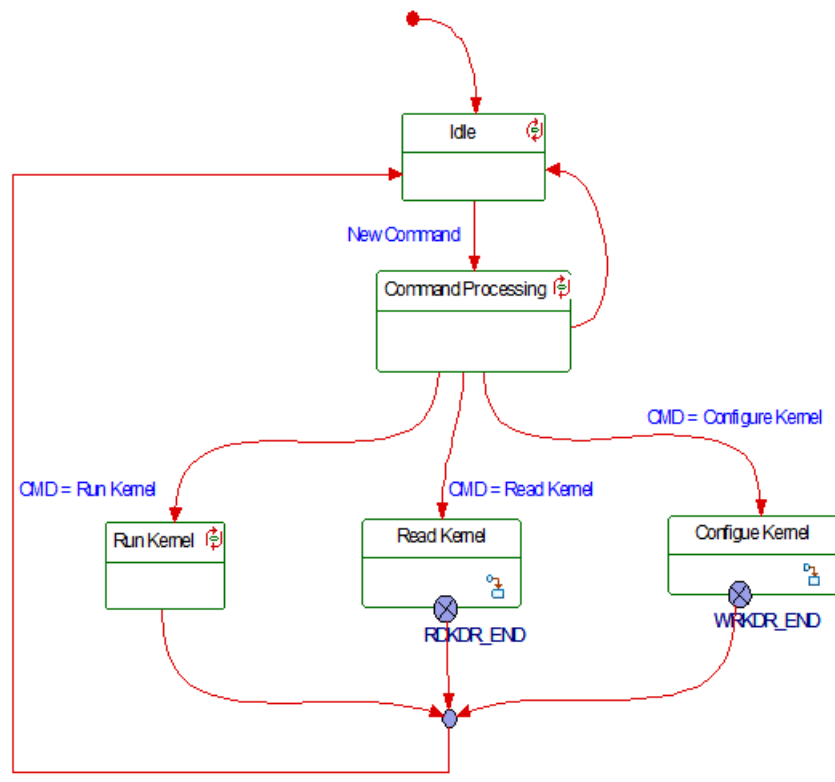 Idle
New Command
Command Processing
CMD = Configure Kernel
CMD = Run Kernel
CMD = Read Kernel
Run Kernel
Read Kernel
Configue Kernel
RDKDR_END
WRKDR_END